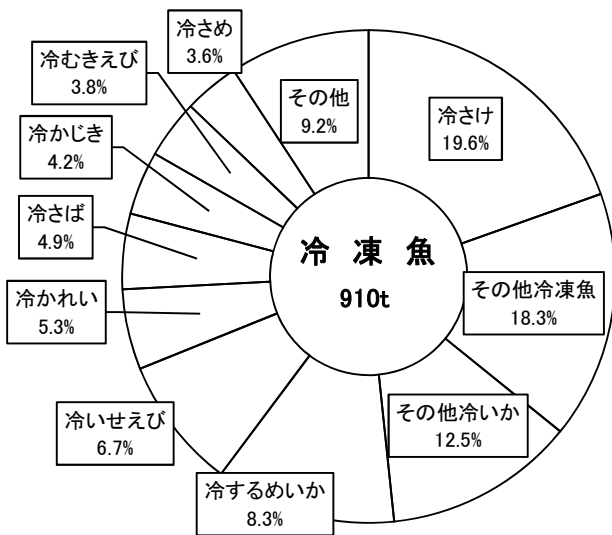 冷　凍　魚
910t
冷さけ
19.6%
その他冷凍魚
18.3%
その他冷いか
12.5%
冷するめいか
8.3%
冷いせえび
6.7%
冷かれい
5.3%
冷さば
4.9%
冷かじき
4.2%
冷むきえび
3.8%
冷さめ
3.6%
その他
9.2%